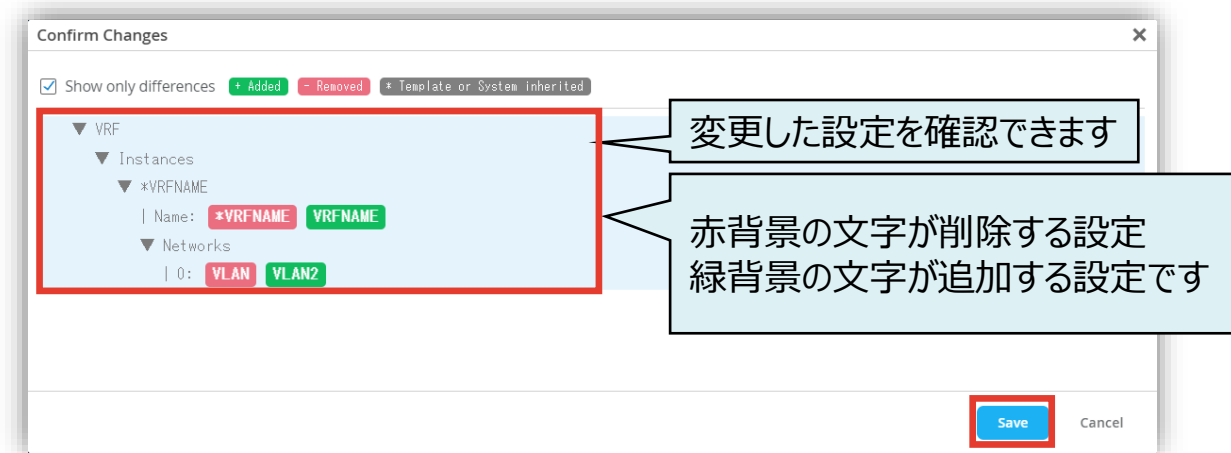 Confirm Changes ×
Show only differences + Added - Removed * Template or System inherited
▼ VRF
▼ Instances
▼ *VRFNAME
| Name: *VRFNAME VRFNAME
▼ Networks
| 0: VLAN VLAN2
変更した設定を確認できます
赤背景の文字が削除する設定
緑背景の文字が追加する設定です
Save Cancel